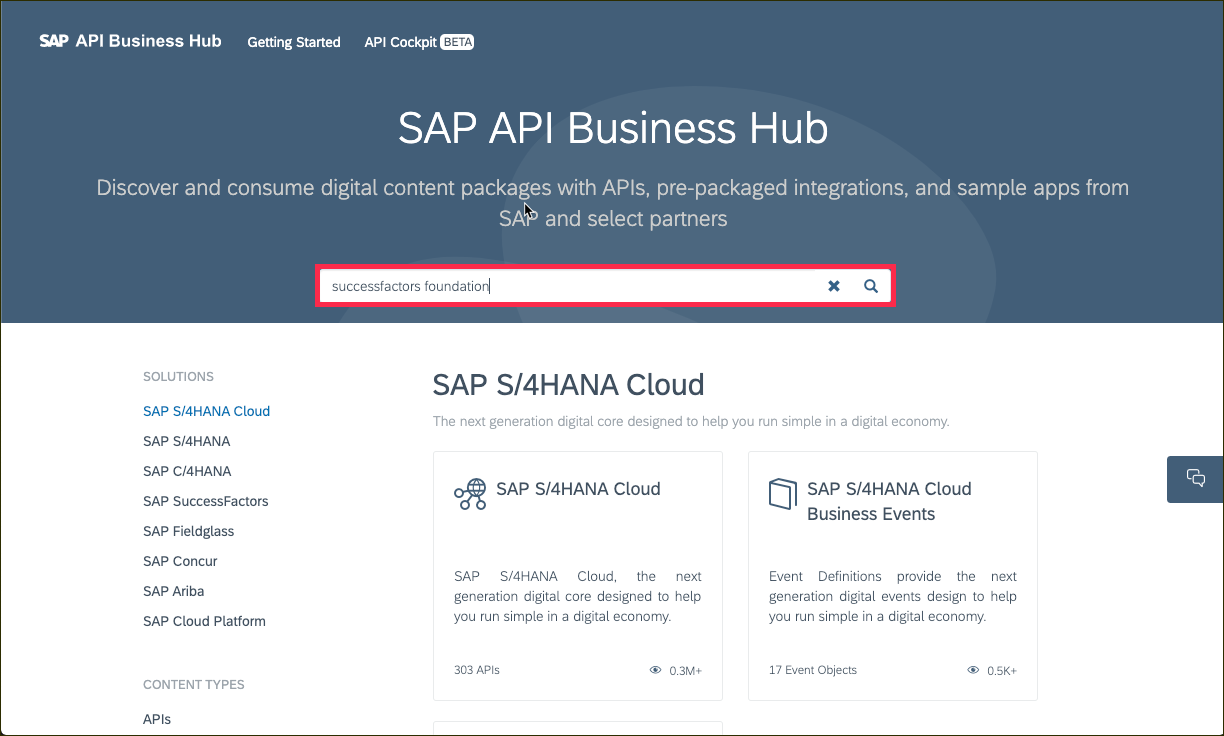 SAP API Business Hub Getting Started API Cockpit BETA
SAP API Business Hub
Discover and consume digital content packages with APIs, pre-packaged integrations, and sample apps from
SAP and select partners
successfactors foundation
SOLUTIONS
SAP S/4HANA Cloud
SAP S/4HANA
SAP C/4HANA
SAP SuccessFactors
SAP Fieldglass
SAP Concur
SAP Ariba
SAP Cloud Platform
CONTENT TYPES
APIs
SAP S/4HANA Cloud
The next generation digital core designed to help you run simple in a digital economy.
SAP S/4HANA Cloud
SAP S/4HANA Cloud, the next
generation digital core designed to help
you run simple in a digital economy.
303 APIs 0.3M+
SAP S/4HANA Cloud
Business Events
Event Definitions provide the next
generation digital events design to help
you run simple in a digital economy.
17 Event Objects 0.5K+